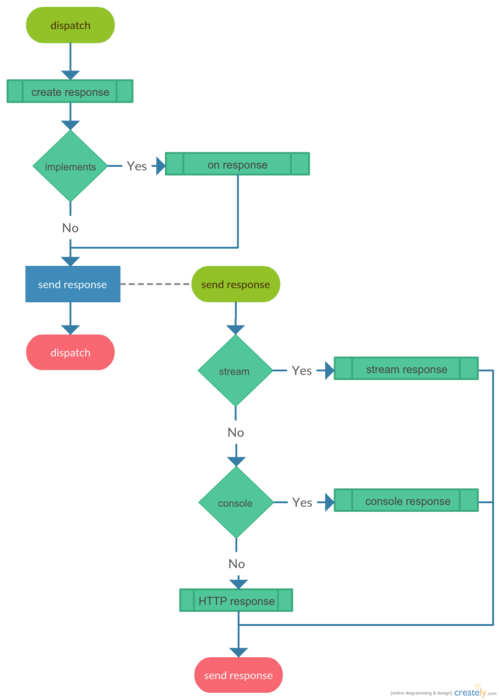 dispatch
create response
implements
Yes
on response
No
send response
send response
dispatch
stream
Yes
stream response
No
console
Yes
console response
No
HTTP response
send response
[online diagramming & design] creately.com